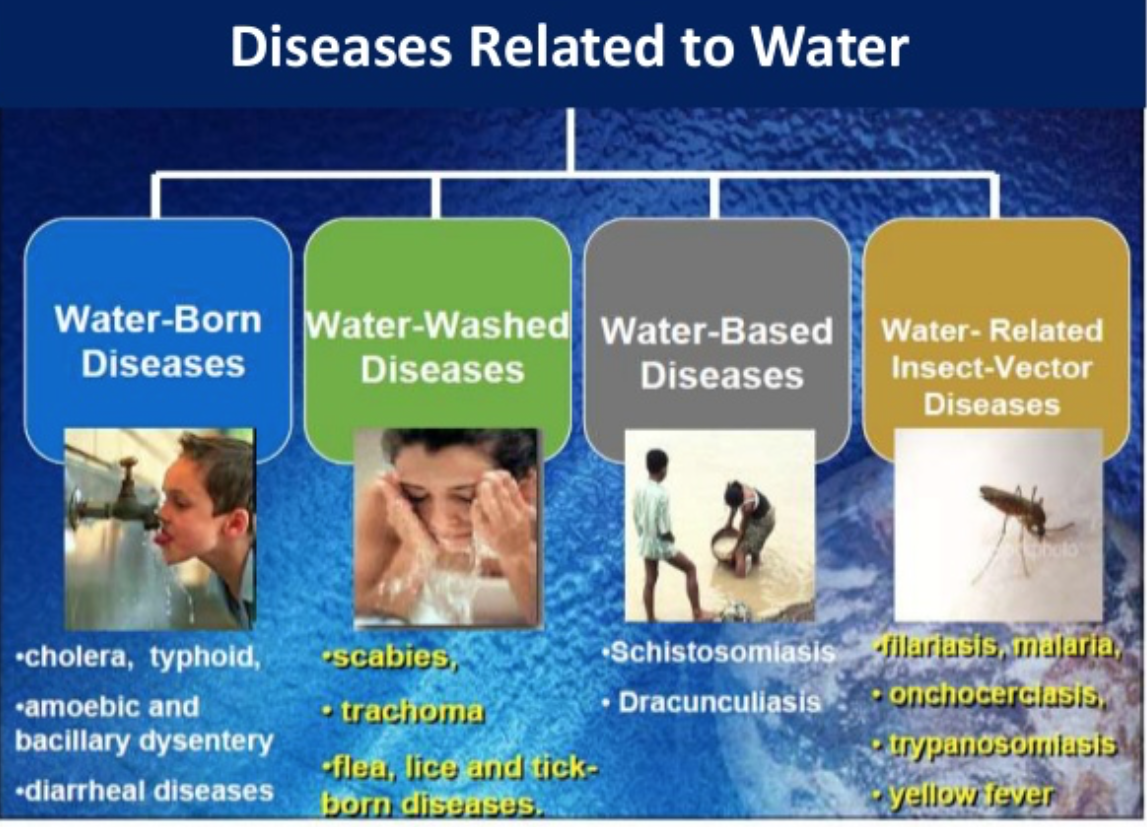 Diseases Related to Water
Water-Born
Diseases
Water-Washed
Diseases
Water-Based
Diseases
Water- Related
Insect-Vector
Diseases
•cholera, typhoid,
•amoebic and
bacillary dysentery
•diarrheal diseases
•scabies,
• trachoma
•flea, lice and tick-
born diseases.
•Schistosomiasis
• Dracunculiasis
•filariasis, malaria,
• onchocerciasis,
• trypanosomiasis
• yellow fever